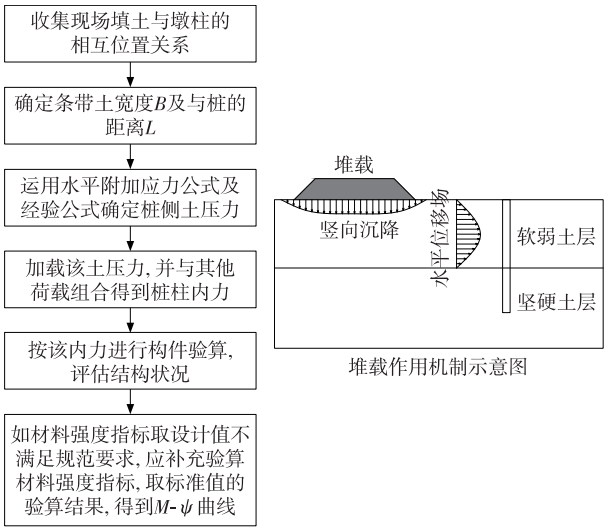 收集现场填土与墩柱的
相互位置关系
确定条带土宽度B及与桩的
距离L
运用水平附加应力公式及
经验公式确定桩侧土压力
加载该土压力,并与其他
荷载组合得到桩柱内力
按该内力进行构件验算,
评估结构状况
如材料强度指标取设计值不
满足规范要求,应补充验算
材料强度指标,取标准值的
验算结果,得到M-ψ曲线
堆载
竖向沉降
水平位移场
软弱土层
坚硬土层
堆载作用机制示意图